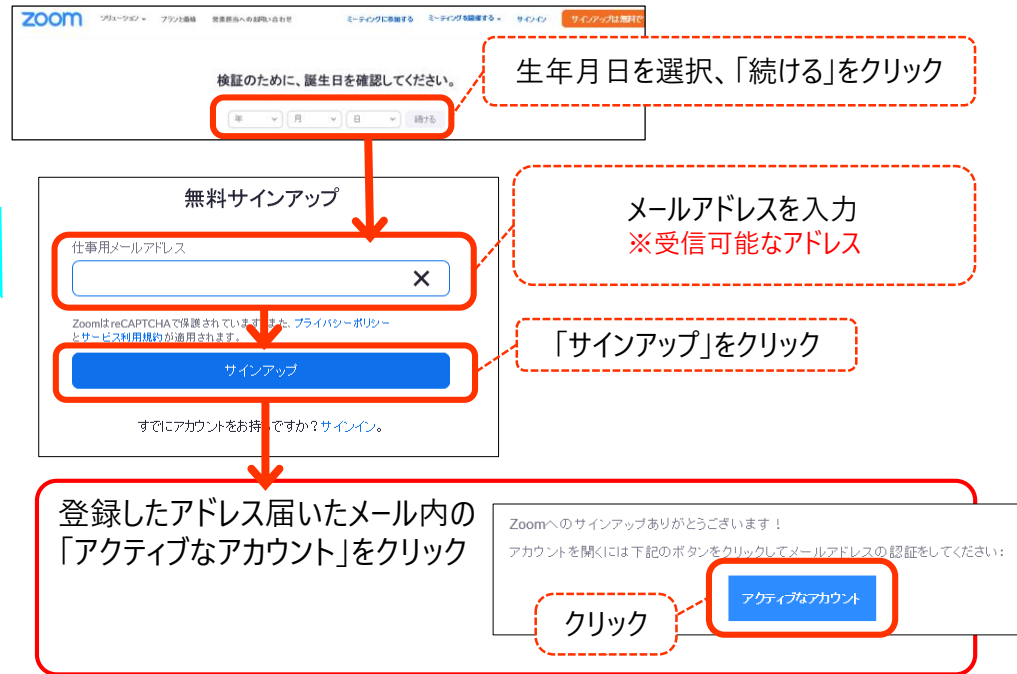 zoom ソリューション プランと価格 営業担当へのお問い合わせ ミーティングに参加する ミーティングを開催する サインイン サインアップは無料で
検証のために、誕生日を確認してください。
年 月 日 続ける
生年月日を選択、「続ける」をクリック
無料サインアップ
仕事用メールアドレス
メールアドレスを入力
※受信可能なアドレス
ZoomはreCAPTCHAで保護されています。また、プライバシーポリシー
とサービス利用規約が適用されます。
サインアップ
「サインアップ」をクリック
すでにアカウントをお持ちですか？サインイン。
登録したアドレス届いたメール内の
「アクティブなアカウント」をクリック
Zoomへのサインアップありがとうございます！
アカウントを開くには下記のボタンをクリックしてメールアドレスの認証をしてください：
アクティブなアカウント
クリック